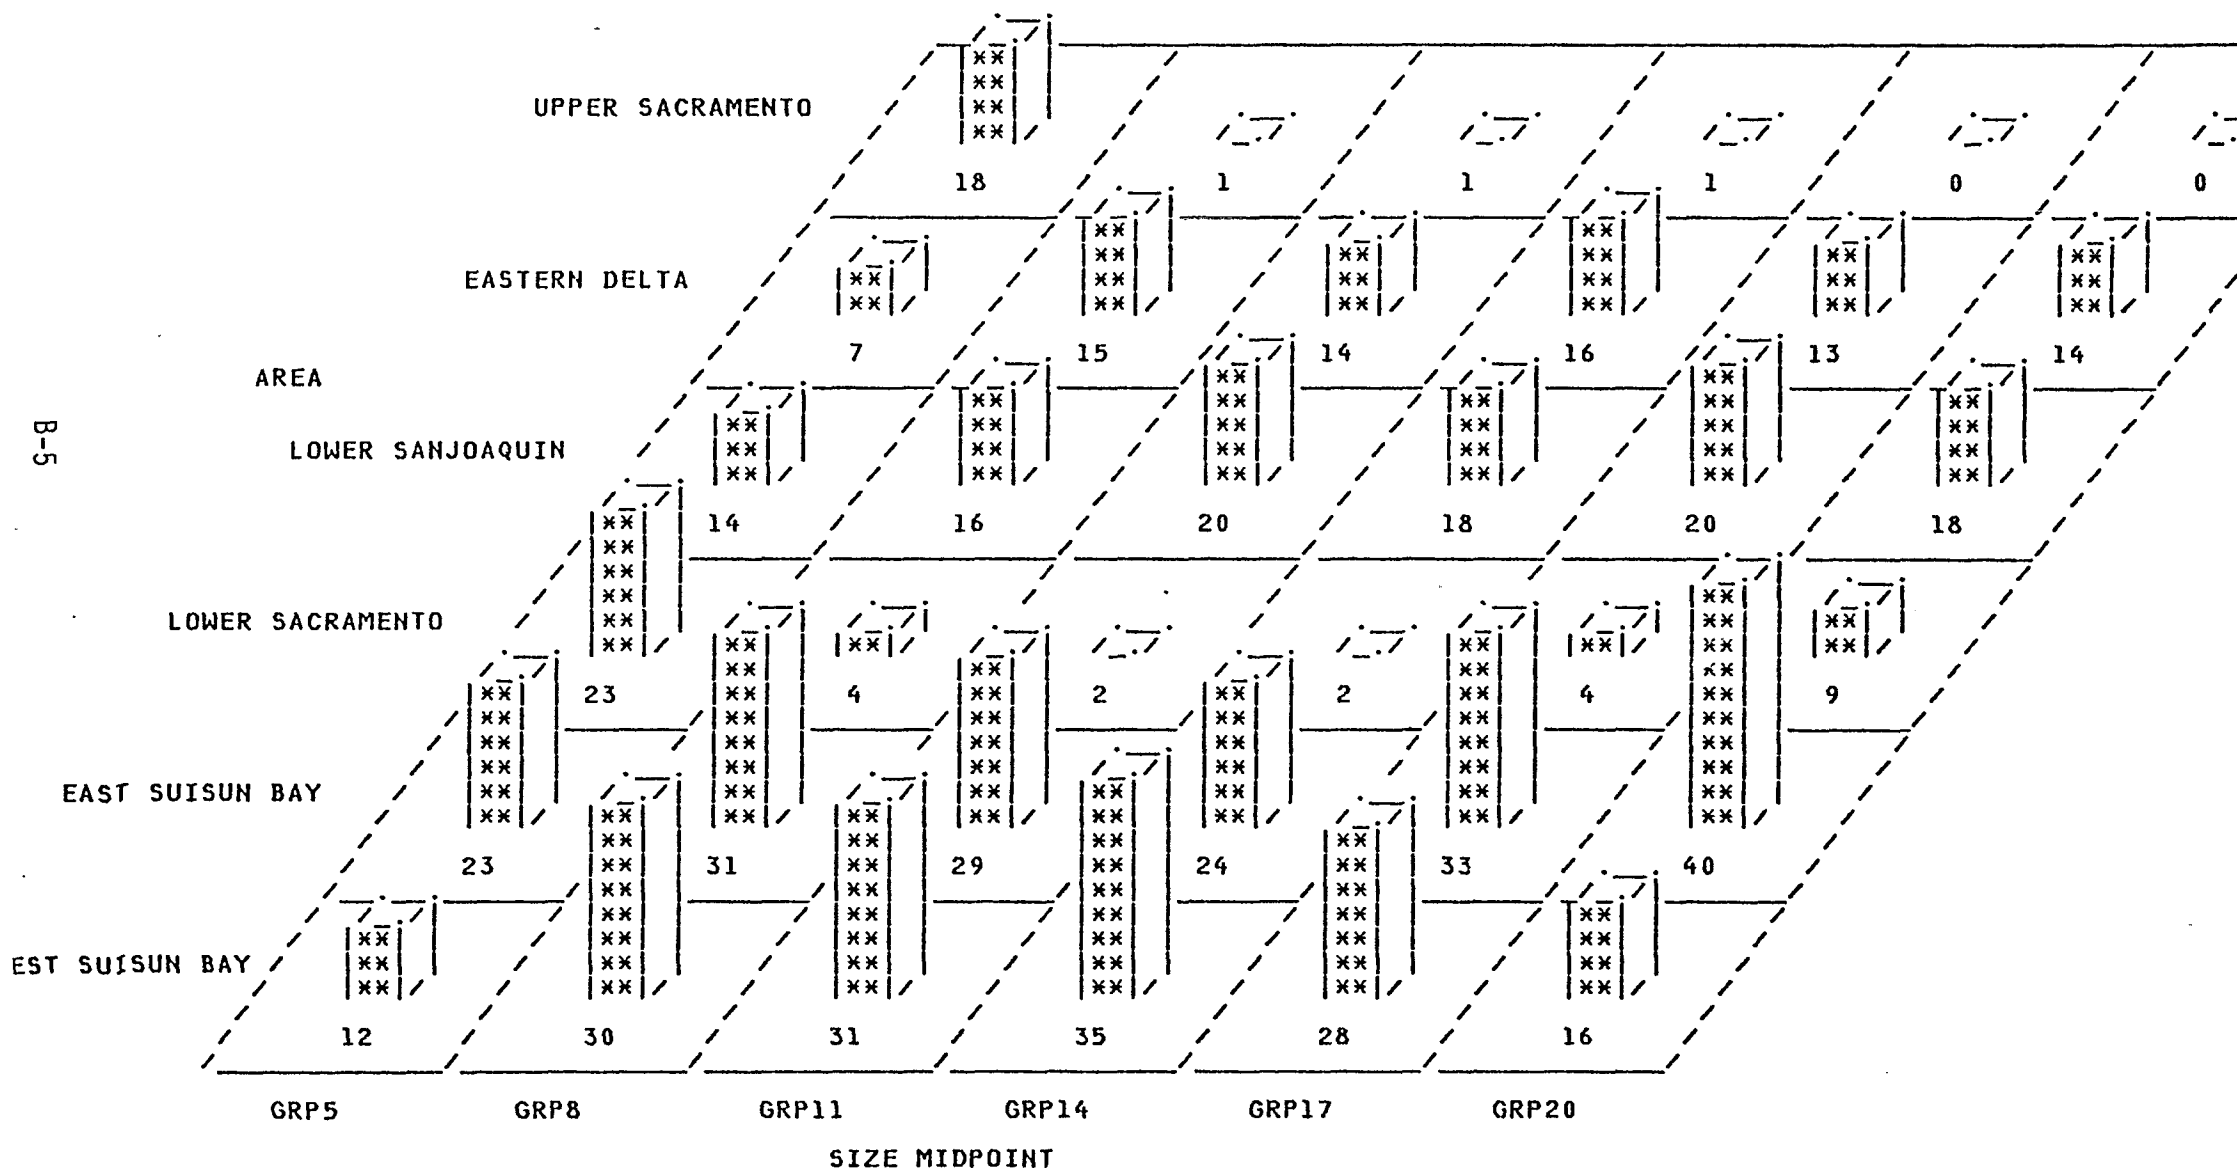 UPPER SACRAMENTO
18 1 1 1 0 0
EASTERN DELTA
7 15 14 16 13 14
AREA
B-5
LOWER SANJOAQUIN
14 16 20 18 20 18
LOWER SACRAMENTO
23 4 2 2 4 9
EAST SUISUN BAY
23 31 29 24 33 40
EST SUISUN BAY
12 30 31 35 28 16
GRP5 GRP8 GRP11 GRP14 GRP17 GRP20
SIZE MIDPOINT